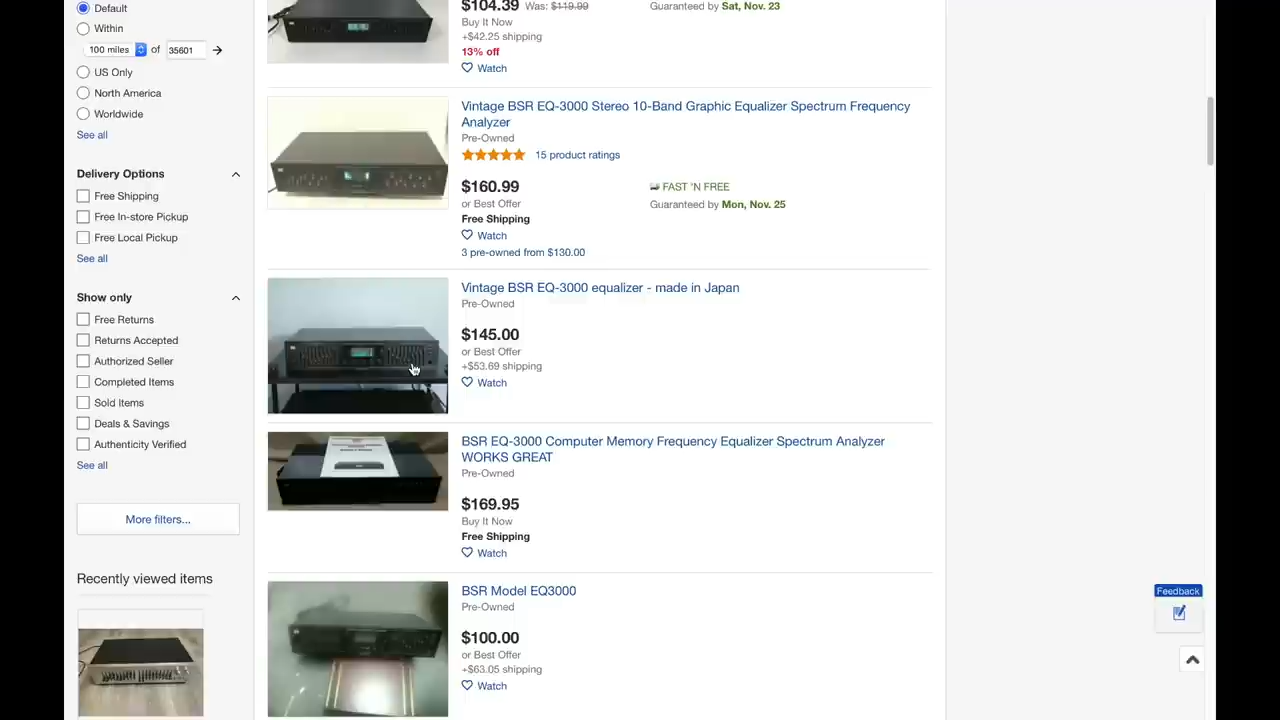 Default
Within
100 miles of 35601
US Only
North America
Worldwide
See all
Delivery Options
Free Shipping
Free In-store Pickup
Free Local Pickup
See all
Show only
Free Returns
Returns Accepted
Authorized Seller
Completed Items
Sold Items
Deals & Savings
Authenticity Verified
See all
More filters...
Recently viewed items
$104.39 Was: $119.99
Guaranteed by Sat, Nov. 23
Buy It Now
+$42.25 shipping
13% off
Watch
Vintage BSR EQ-3000 Stereo 10-Band Graphic Equalizer Spectrum Frequency
Analyzer
Pre-Owned
15 product ratings
$160.99
FAST 'N FREE
or Best Offer
Guaranteed by Mon, Nov. 25
Free Shipping
Watch
3 pre-owned from $130.00
Vintage BSR EQ-3000 equalizer - made in Japan
Pre-Owned
$145.00
or Best Offer
+$53.69 shipping
Watch
BSR EQ-3000 Computer Memory Frequency Equalizer Spectrum Analyzer
WORKS GREAT
Pre-Owned
$169.95
Buy It Now
Free Shipping
Watch
BSR Model EQ3000
Pre-Owned
$100.00
or Best Offer
+$63.05 shipping
Watch
Feedback